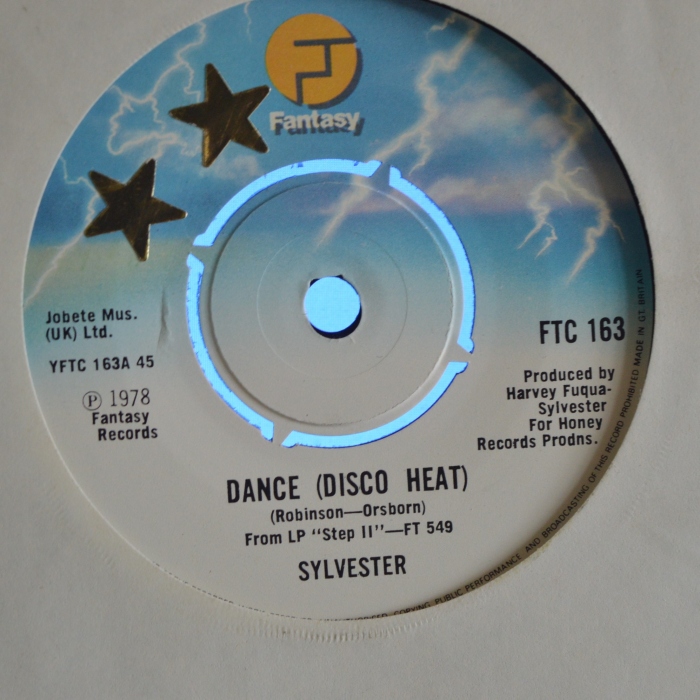 Fantasy
Jobete Mus.
(UK) Ltd.
YFTC 163A 45
Ⓟ 1978
Fantasy
Records
FTC 163
Produced by
Harvey Fuqua-
Sylvester
For Honey
Records Prodns.
DANCE (DISCO HEAT)
(Robinson—Orsborn)
From LP "Step II"—FT 549
SYLVESTER
COPYING, PUBLIC PERFORMANCE AND BROADCASTING OF THIS RECORD PROHIBITED MADE IN GT. BRITAIN